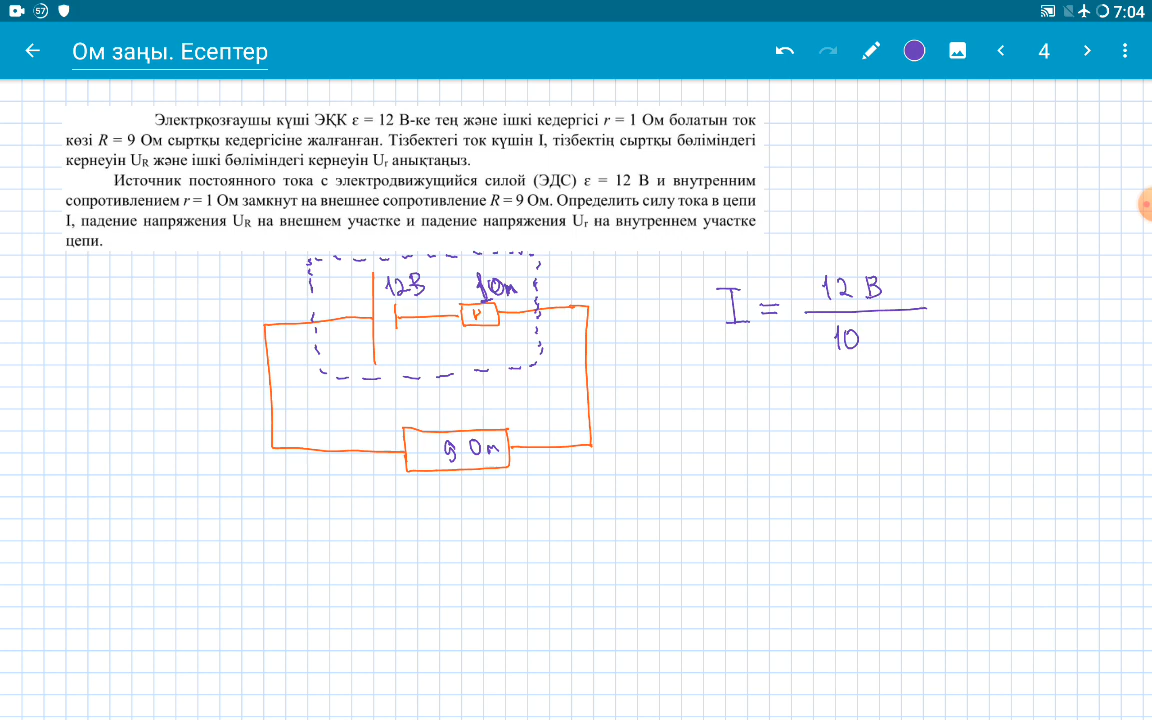 57 7:04
Ом заңы. Есептер 4
Электрқозғаушы күші ЭҚК ε = 12 В-ке тең және ішкі кедергісі r = 1 Ом болатын ток
көзі R = 9 Ом сыртқы кедергісіне жалғанған. Тізбектегі ток күшін I, тізбектің сыртқы бөліміндегі
кернеуін UR және ішкі бөліміндегі кернеуін Ur анықтаңыз.
Источник постоянного тока с электродвижущийся силой (ЭДС) ε = 12 В и внутренним
сопротивлением r = 1 Ом замкнут на внешнее сопротивление R = 9 Ом. Определить силу тока в цепи
I, падение напряжения UR на внешнем участке и падение напряжения Ur на внутреннем участке
цепи.
12В 1Ом
r
9 Ом
I = 12 В
10